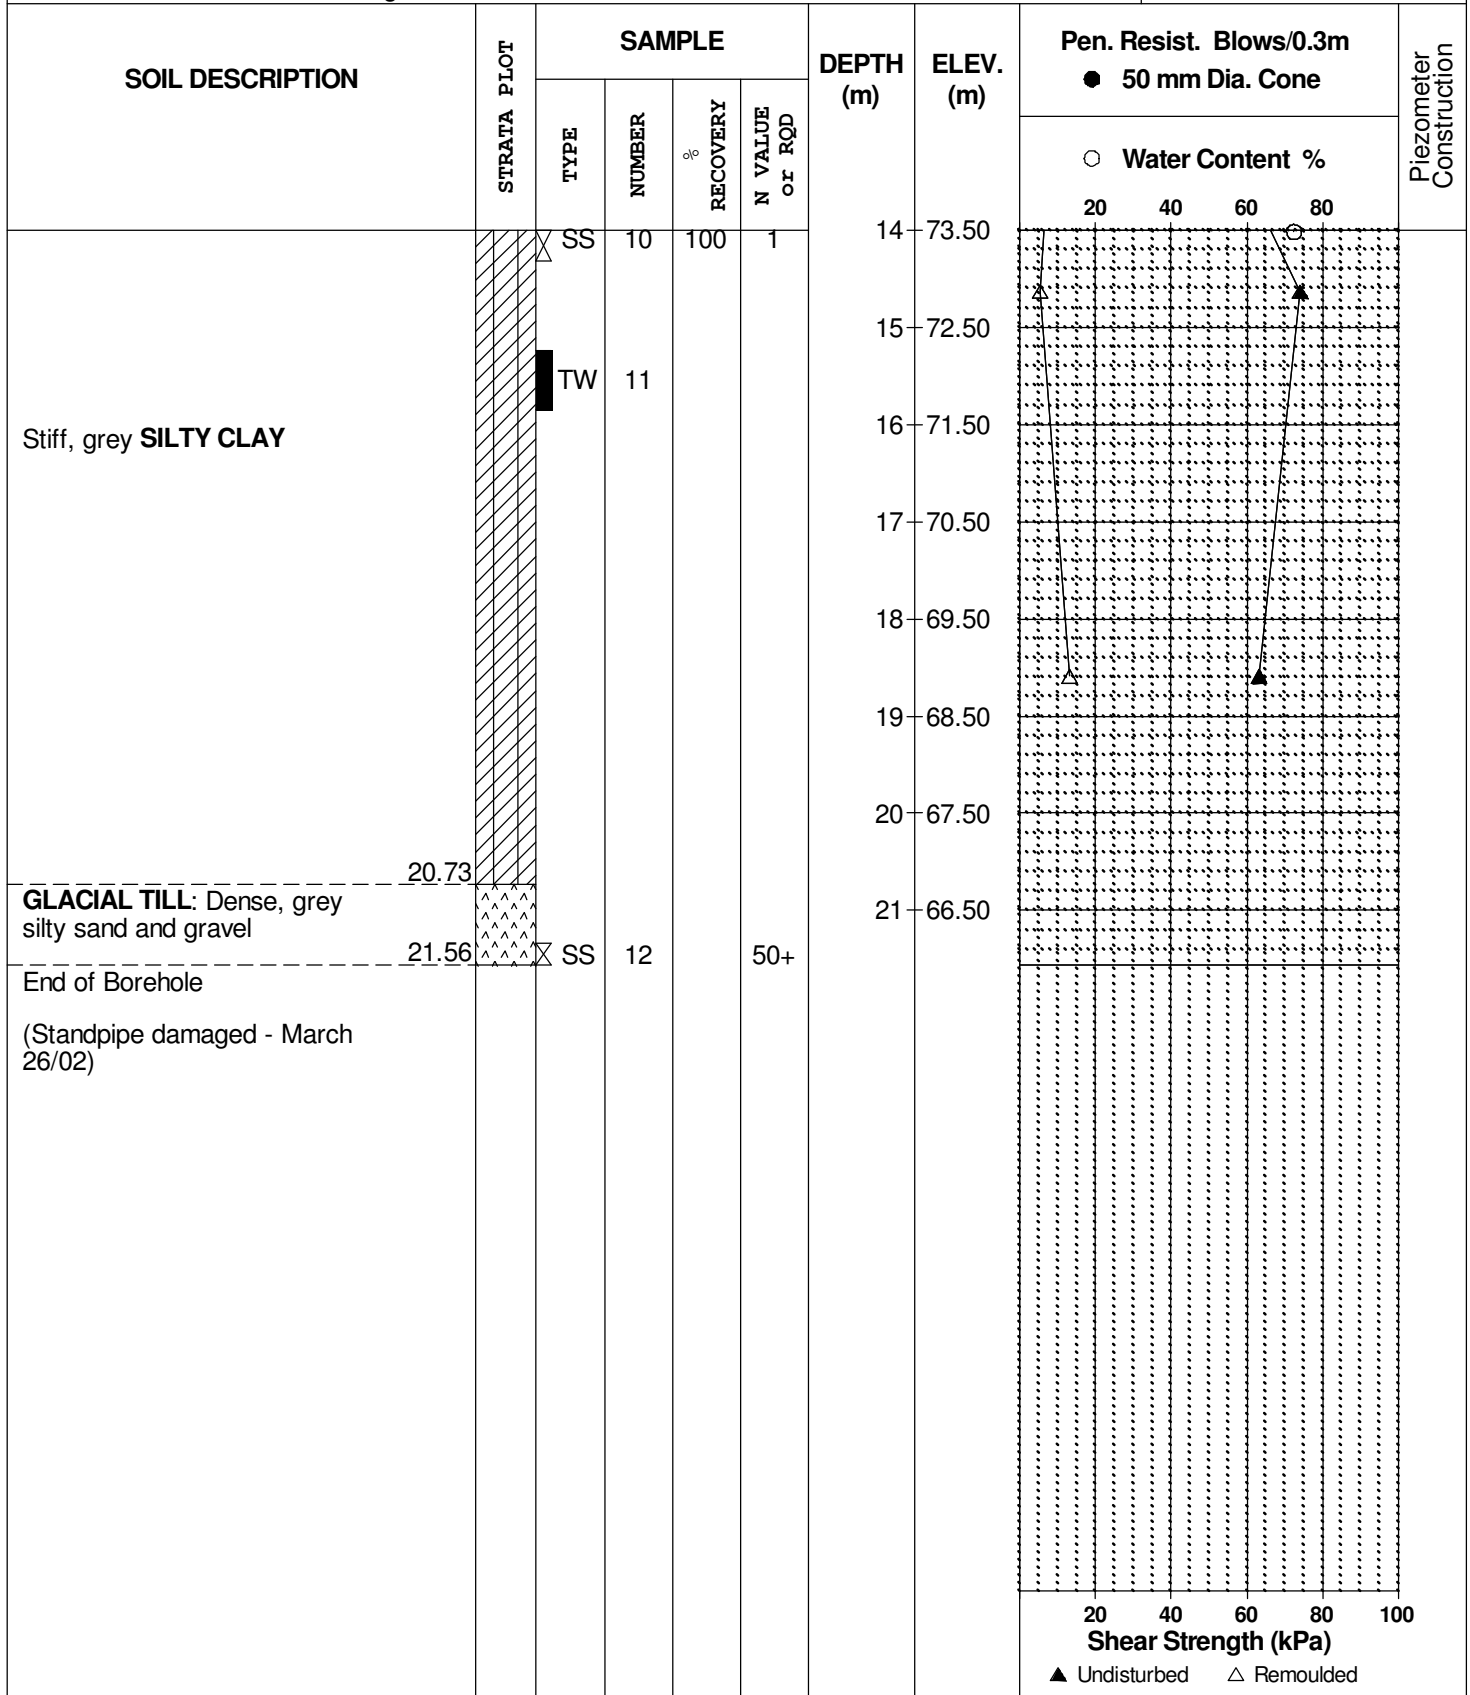 SOIL DESCRIPTION
STRATA PLOT
SAMPLE
TYPE
NUMBER
%
RECOVERY
N VALUE
or RQD
DEPTH
(m)
ELEV.
(m)
Pen. Resist. Blows/0.3m
● 50 mm Dia. Cone
○ Water Content %
20 40 60 80
Piezometer
Construction
SS 10 100 1
14 73.50
15 72.50
TW 11
16 71.50
Stiff, grey SILTY CLAY
17 70.50
18 69.50
19 68.50
20 67.50
20.73
GLACIAL TILL: Dense, grey
silty sand and gravel
21 66.50
21.56
SS 12 50+
End of Borehole
(Standpipe damaged - March
26/02)
20 40 60 80 100
Shear Strength (kPa)
▲ Undisturbed △ Remoulded